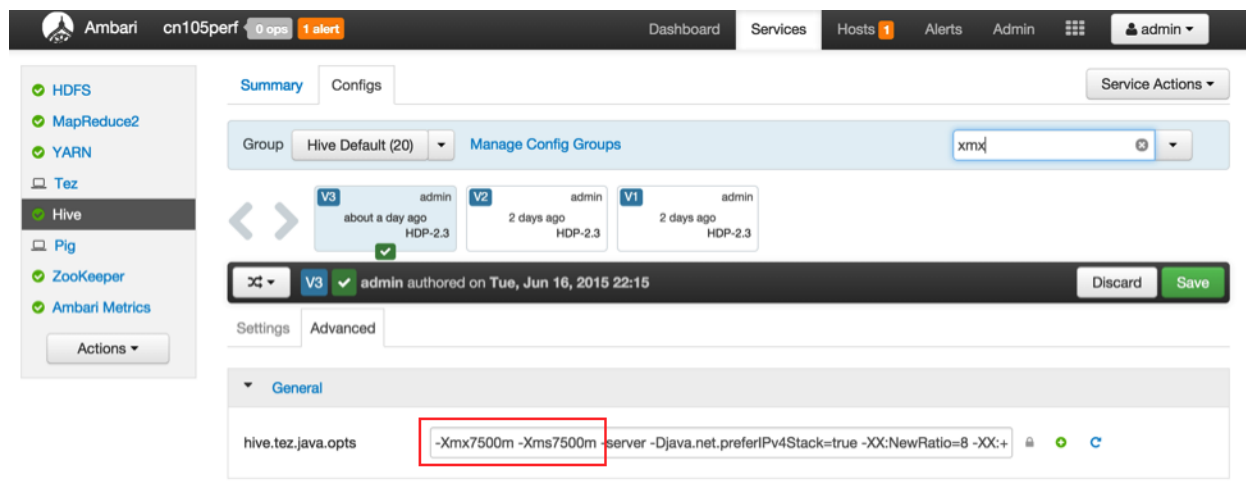 Ambari cn105perf 0 ops 1 alert Dashboard Services Hosts 1 Alerts Admin admin
HDFS
MapReduce2
YARN
Tez
Hive
Pig
ZooKeeper
Ambari Metrics
Actions
Summary Configs Service Actions
Group Hive Default (20) Manage Config Groups xmx
V3 admin
about a day ago
HDP-2.3
V2 admin
2 days ago
HDP-2.3
V1 admin
2 days ago
HDP-2.3
V3 admin authored on Tue, Jun 16, 2015 22:15 Discard Save
Settings Advanced
General
hive.tez.java.opts -Xmx7500m -Xms7500m -server -Djava.net.preferIPv4Stack=true -XX:NewRatio=8 -XX:+